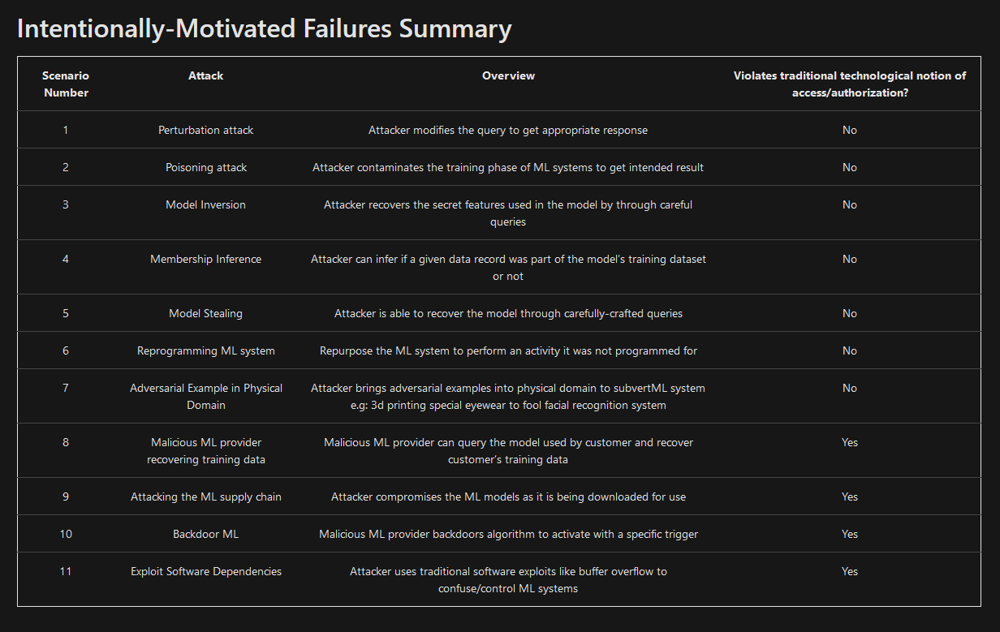 Intentionally-Motivated Failures Summary
Scenario Number Attack Overview Violates traditional technological notion of access/authorization?
1 Perturbation attack Attacker modifies the query to get appropriate response No
2 Poisoning attack Attacker contaminates the training phase of ML systems to get intended result No
3 Model Inversion Attacker recovers the secret features used in the model by through careful queries No
4 Membership Inference Attacker can infer if a given data record was part of the model's training dataset or not No
5 Model Stealing Attacker is able to recover the model through carefully-crafted queries No
6 Reprogramming ML system Repurpose the ML system to perform an activity it was not programmed for No
7 Adversarial Example in Physical Domain Attacker brings adversarial examples into physical domain to subvertML system e.g: 3d printing special eyewear to fool facial recognition system No
8 Malicious ML provider recovering training data Malicious ML provider can query the model used by customer and recover customer's training data Yes
9 Attacking the ML supply chain Attacker compromises the ML models as it is being downloaded for use Yes
10 Backdoor ML Malicious ML provider backdoors algorithm to activate with a specific trigger Yes
11 Exploit Software Dependencies Attacker uses traditional software exploits like buffer overflow to confuse/control ML systems Yes